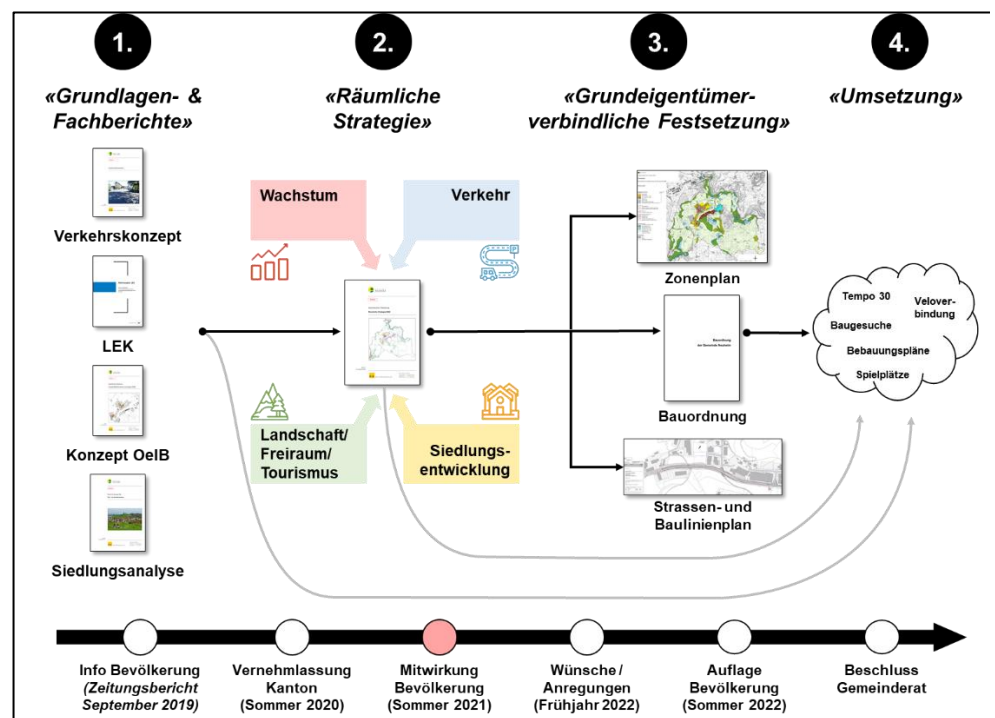 1.
2.
3.
4.
«Grundlagen- &
Fachberichte»
«Räumliche
Strategie»
«Grundeigentümer-
verbindliche Festsetzung»
«Umsetzung»
Verkehrskonzept
LEK
Konzept OeIB
Siedlungsanalyse
Wachstum
Verkehr
Landschaft/
Freiraum/
Tourismus
Siedlungs-
entwicklung
Zonenplan
Bauordnung
Bauordnung
Strassen- und
Baulinienplan
Tempo 30
Velover-
bindung
Baugesuche
Bebauungspläne
Spielplätze
Info Bevölkerung
(Zeitungsbericht
September 2019)
Vernehmlassung
Kanton
(Sommer 2020)
Mitwirkung
Bevölkerung
(Sommer 2021)
Wünsche /
Anregungen
(Frühjahr 2022)
Auflage
Bevölkerung
(Sommer 2022)
Beschluss
Gemeinderat